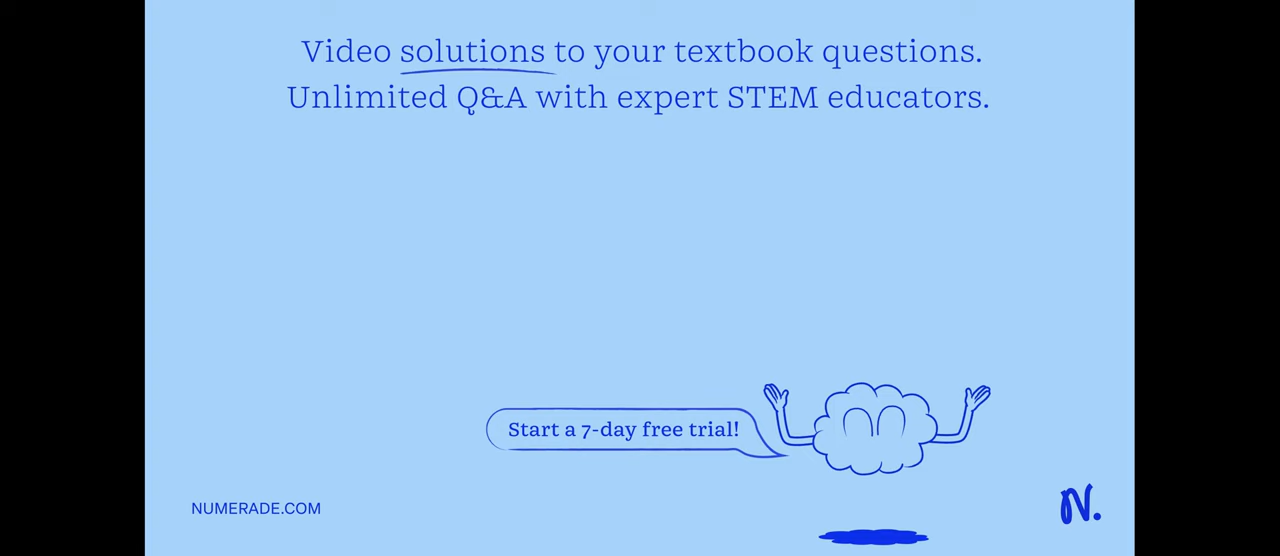 Video solutions to your textbook questions.
Unlimited Q&A with expert STEM educators.
Start a 7-day free trial!
NUMERADE.COM
N.